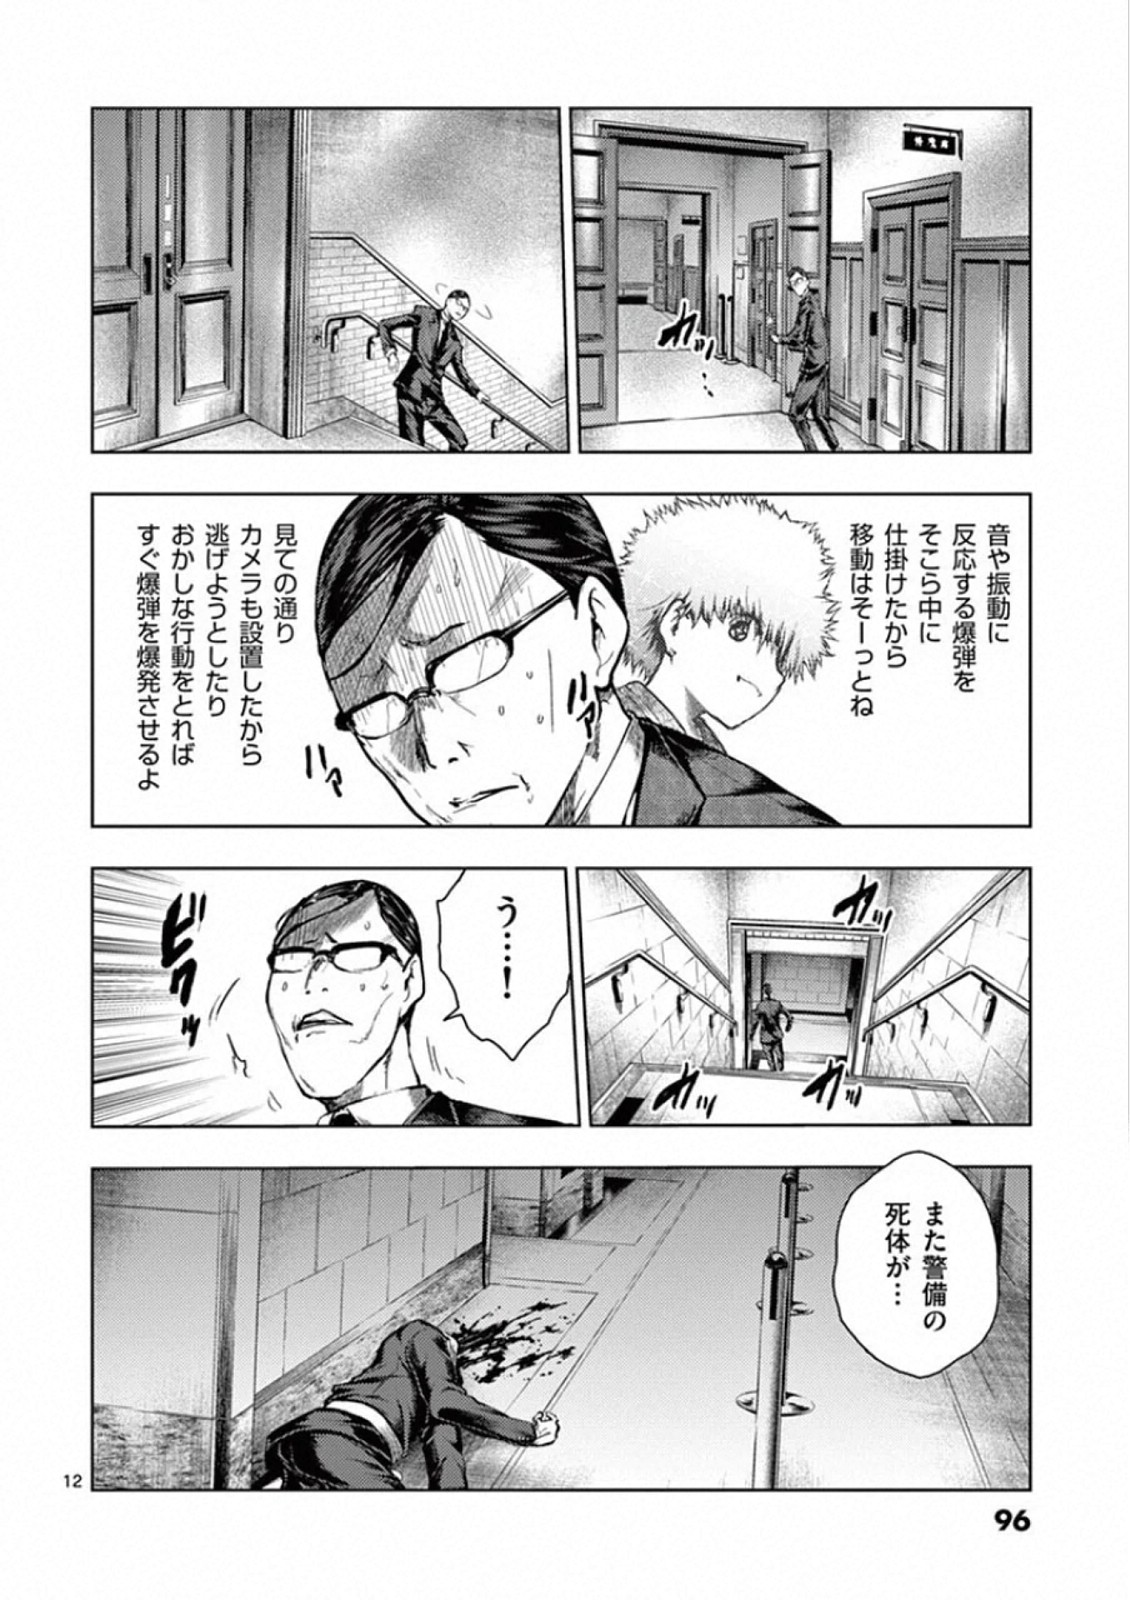 ガッ…
音や振動に
反応する爆弾を
そこら中に
仕掛けたから
移動はそーっとね
見ての通り
カメラも設置したから
逃げようとしたり
おかしな行動をとれば
すぐ爆弾を爆発させるよ
ハァ
ハァ
カッ
カッ
カッ
う…!
ビクッ
また警備の
死体が…
12
96